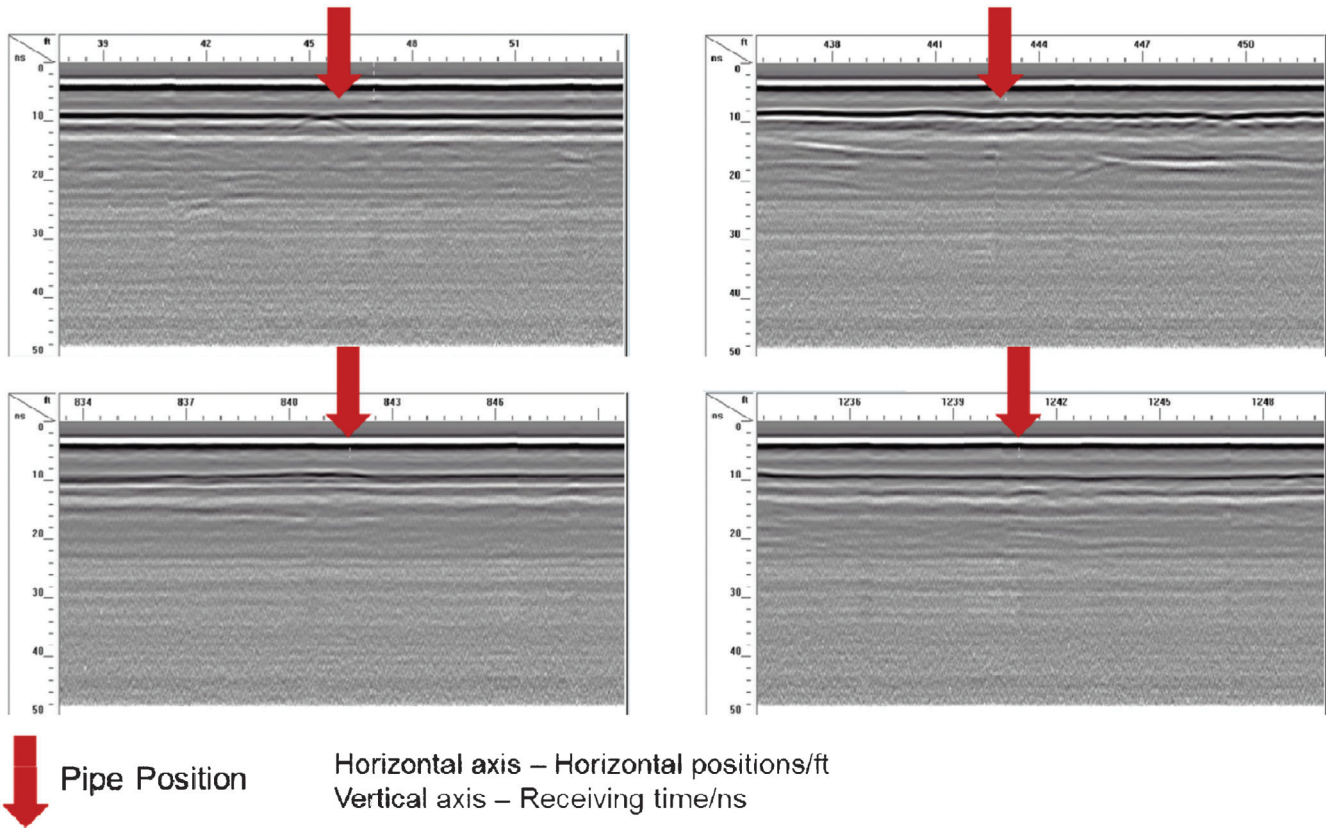 ft 39 42 45 48 51
ns
0
10
20
30
40
50
ft 438 441 444 447 450
ns
0
10
20
30
40
50
ft 834 837 840 843 846
ns
0
10
20
30
40
50
ft 1236 1239 1242 1245 1248
ns
0
10
20
30
40
50
Pipe Position
Horizontal axis – Horizontal positions/ft
Vertical axis – Receiving time/ns